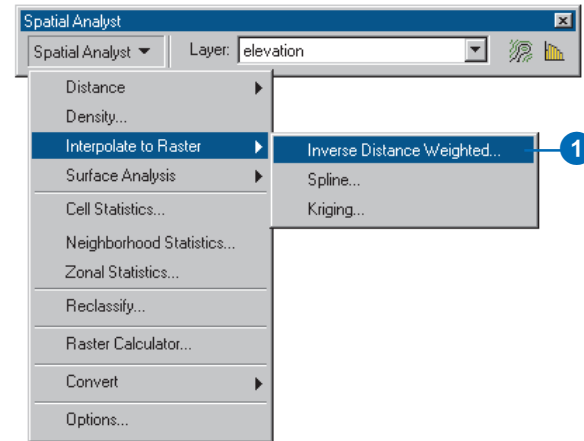 Spatial Analyst
Spatial Analyst Layer: elevation
Distance
Density...
Interpolate to Raster
Inverse Distance Weighted...
1
Spline...
Kriging...
Surface Analysis
Cell Statistics...
Neighborhood Statistics...
Zonal Statistics...
Reclassify...
Raster Calculator...
Convert
Options...